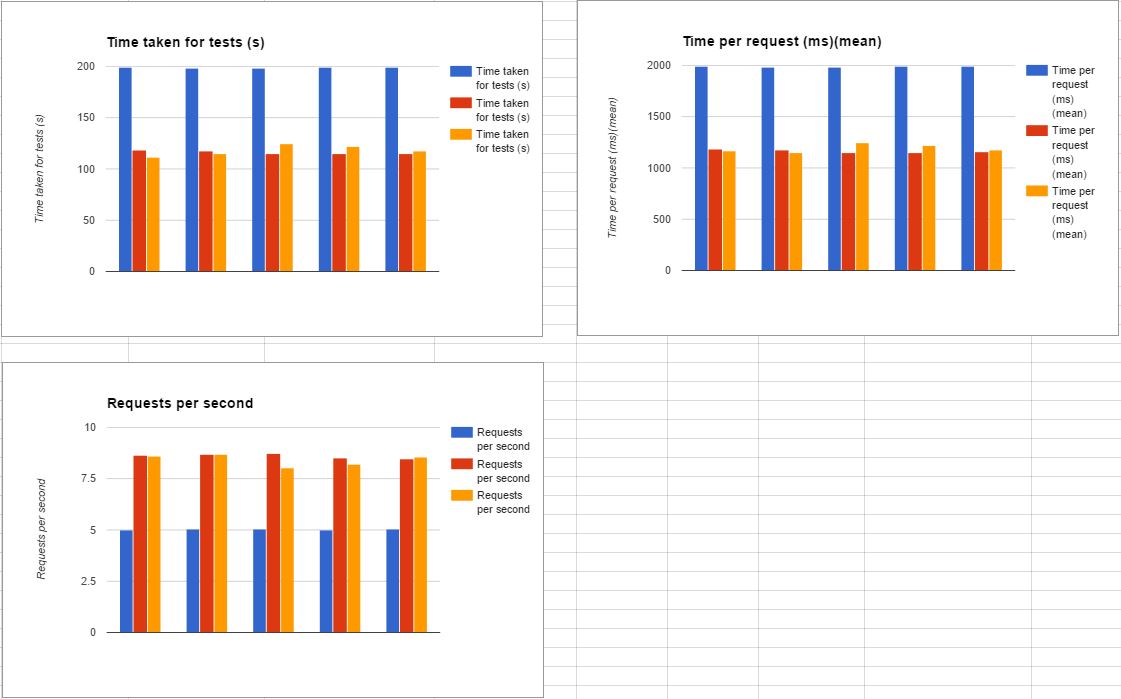 Time taken for tests (s)
200
150
100
50
0
Time taken for tests (s)
Time taken
for tests (s)
Time taken
for tests (s)
Time taken
for tests (s)
Time per request (ms)(mean)
2000
1500
1000
500
0
Time per request (ms)(mean)
Time per
request
(ms)
(mean)
Time per
request
(ms)
(mean)
Time per
request
(ms)
(mean)
Requests per second
10
7.5
5
2.5
0
Requests per second
Requests
per second
Requests
per second
Requests
per second